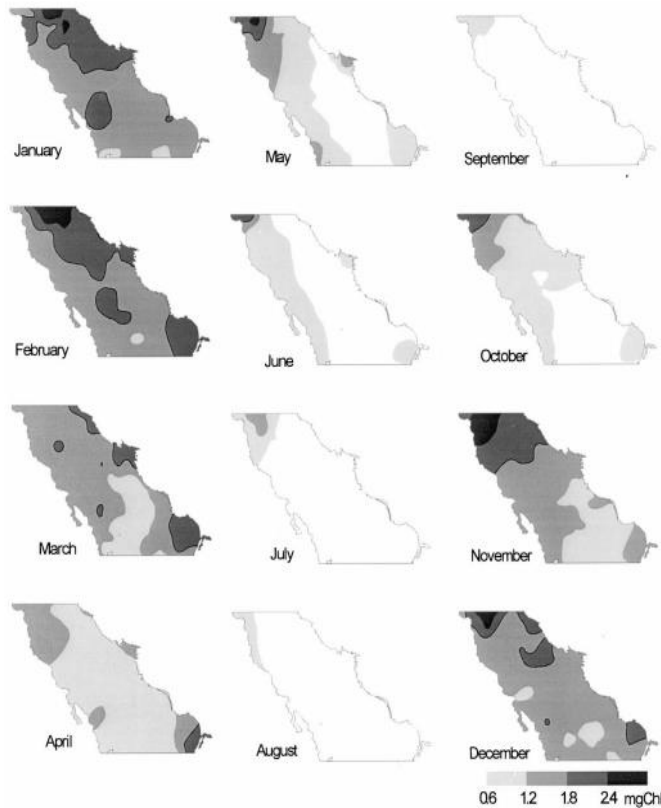 January
May
September
February
June
October
March
July
November
April
August
December
0.6 1.2 1.8 2.4 mgChl